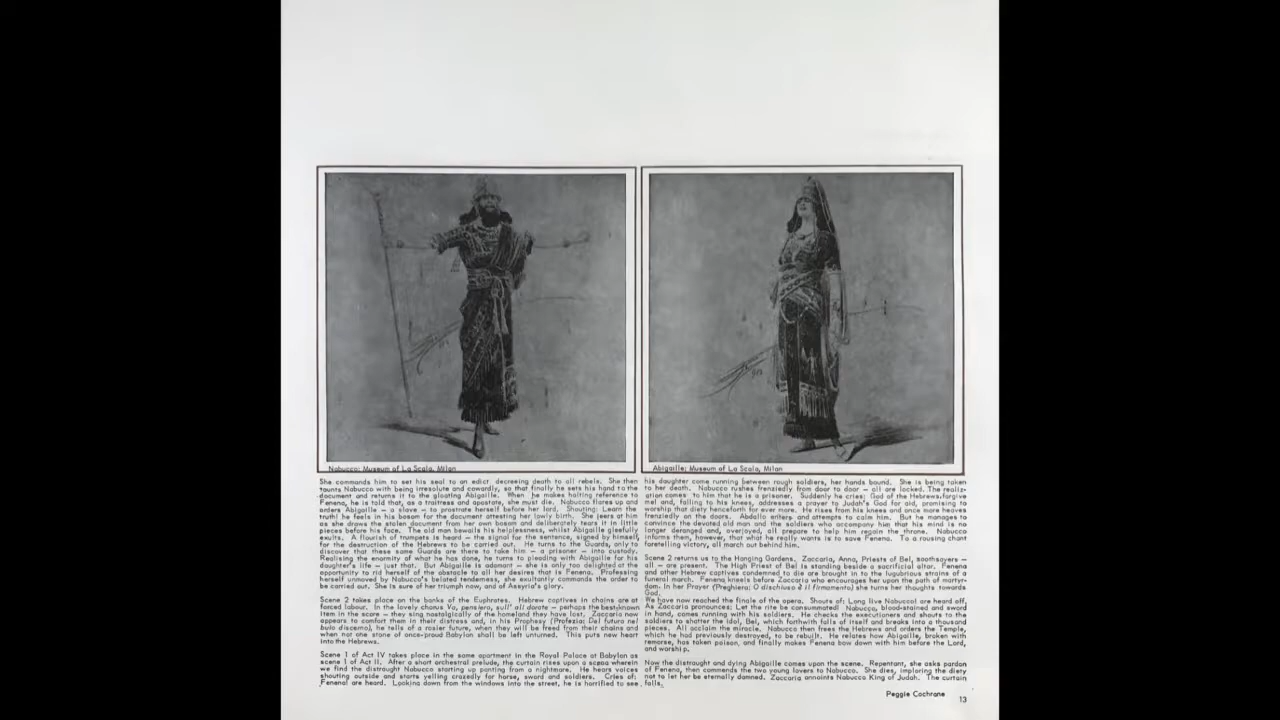 Nabucco: Museum of La Scala, Milan
She commands him to set his seal to an edict decreeing death to all rebels. She then
taunts Nabucco with being irresolute and cowardly, so that finally he sets his hand to the
document and returns it to the gloating Abigaille. When he makes halting reference to
Fenena, he is told that, as a traitress and apostate, she must die. Nabucco flares up and
orders Abigaille — a slave — to prostrate herself before her lord. Shouting: Learn the
truth! he feels in his bosom for the document attesting her lowly birth. She jeers at him
as she draws the stolen document from her own bosom and deliberately tears it in little
pieces before his face. The old man bewails his helplessness, whilst Abigaille gleefully
exults. A flourish of trumpets is heard — the signal for the sentence, signed by himself,
for the destruction of the Hebrews to be carried out. He turns to the Guards, only to
discover that these same Guards are there to take him — a prisoner — into custody.
Realising the enormity of what he has done, he turns to pleading with Abigaille for his
daughter's life — just that. But Abigaille is adamant — she is only too delighted at the
opportunity to rid herself of the obstacle to all her desires that is Fenena. Professing
herself unmoved by Nabucco's belated tenderness, she exultantly commands the order to
be carried out. She is sure of her triumph now, and of Assyria's glory.
Scene 2 takes place on the banks of the Euphrates. Hebrew captives in chains are at
forced labour. In the lovely chorus Va, pensiero, sull' ali dorate — perhaps the bestknown
item in the score — they sing nostalgically of the homeland they have lost. Zaccaria now
appears to comfort them in their distress and, in his Prophecy (Profezia: Del futuro nel
buio discerno), he tells of a rosier future, when they will be freed from their chains and
when not one stone of once-proud Babylon shall be left unturned. This puts new heart
into the Hebrews.
Scene 1 of Act IV takes place in the same apartment in the Royal Palace at Babylon as
scene 1 of Act II. After a short orchestral prelude, the curtain rises upon a scene wherein
we find the distraught Nabucco starting up panting from a nightmare. He hears voices
shouting outside and starts yelling crazedly for horse, sword and soldiers. Cries of:
Fenena! are heard. Looking down from the windows into the street, he is horrified to see
Abigaille: Museum of La Scala, Milan
his daughter come running between rough soldiers, her hands bound. She is being taken
to her death. Nabucco rushes frenziedly from door to door — all are locked. The realiz-
ation comes to him that he is a prisoner. Suddenly he cries: God of the Hebrews, forgive
me! and, falling to his knees, addresses a prayer to Judah's God for aid, promising to
worship that diety henceforth for ever more. He rises from his knees and once more heaves
frenziedly on the doors. Abdallo enters and attempts to calm him. But he manages to
convince the devoted old man and the soldiers who accompany him that his mind is no
longer deranged and, overjoyed, all prepare to help him regain the throne. Nabucco
informs them, however, that what he really wants is to save Fenena. To a rousing chant
foretelling victory, all march out behind him.
Scene 2 returns us to the Hanging Gardens. Zaccaria, Anna, Priests of Bel, soothsayers —
all — are present. The High Priest of Bel is standing beside a sacrificial altar. Fenena
and other Hebrew captives condemned to die are brought in to the lugubrious strains of a
funeral march. Fenena kneels before Zaccaria who encourages her upon the path of martyr-
dom. In her Prayer (Preghiera: O dischiuso è il firmamento) she turns her thoughts towards
God.
We have now reached the finale of the opera. Shouts of: Long live Nabucco! are heard off.
As Zaccaria pronounces: Let the rite be consummated! Nabucco, blood-stained and sword
in hand, comes running with his soldiers. He checks the executioners and shouts to the
soldiers to shatter the idol, Bel, which forthwith falls of itself and breaks into a thousand
pieces. All acclaim the miracle. Nabucco then frees the Hebrews and orders the Temple,
which he had previously destroyed, to be rebuilt. He relates how Abigaille, broken with
remorse, has taken poison, and finally makes Fenena bow down with him before the Lord,
and worship.
Now the distraught and dying Abigaille comes upon the scene. Repentant, she asks pardon
of Fenena, then commends the two young lovers to Nabucco. She dies, imploring the diety
not to let her be eternally damned. Zaccaria annoints Nabucco King of Judah. The curtain
falls.
Peggie Cochrane
13